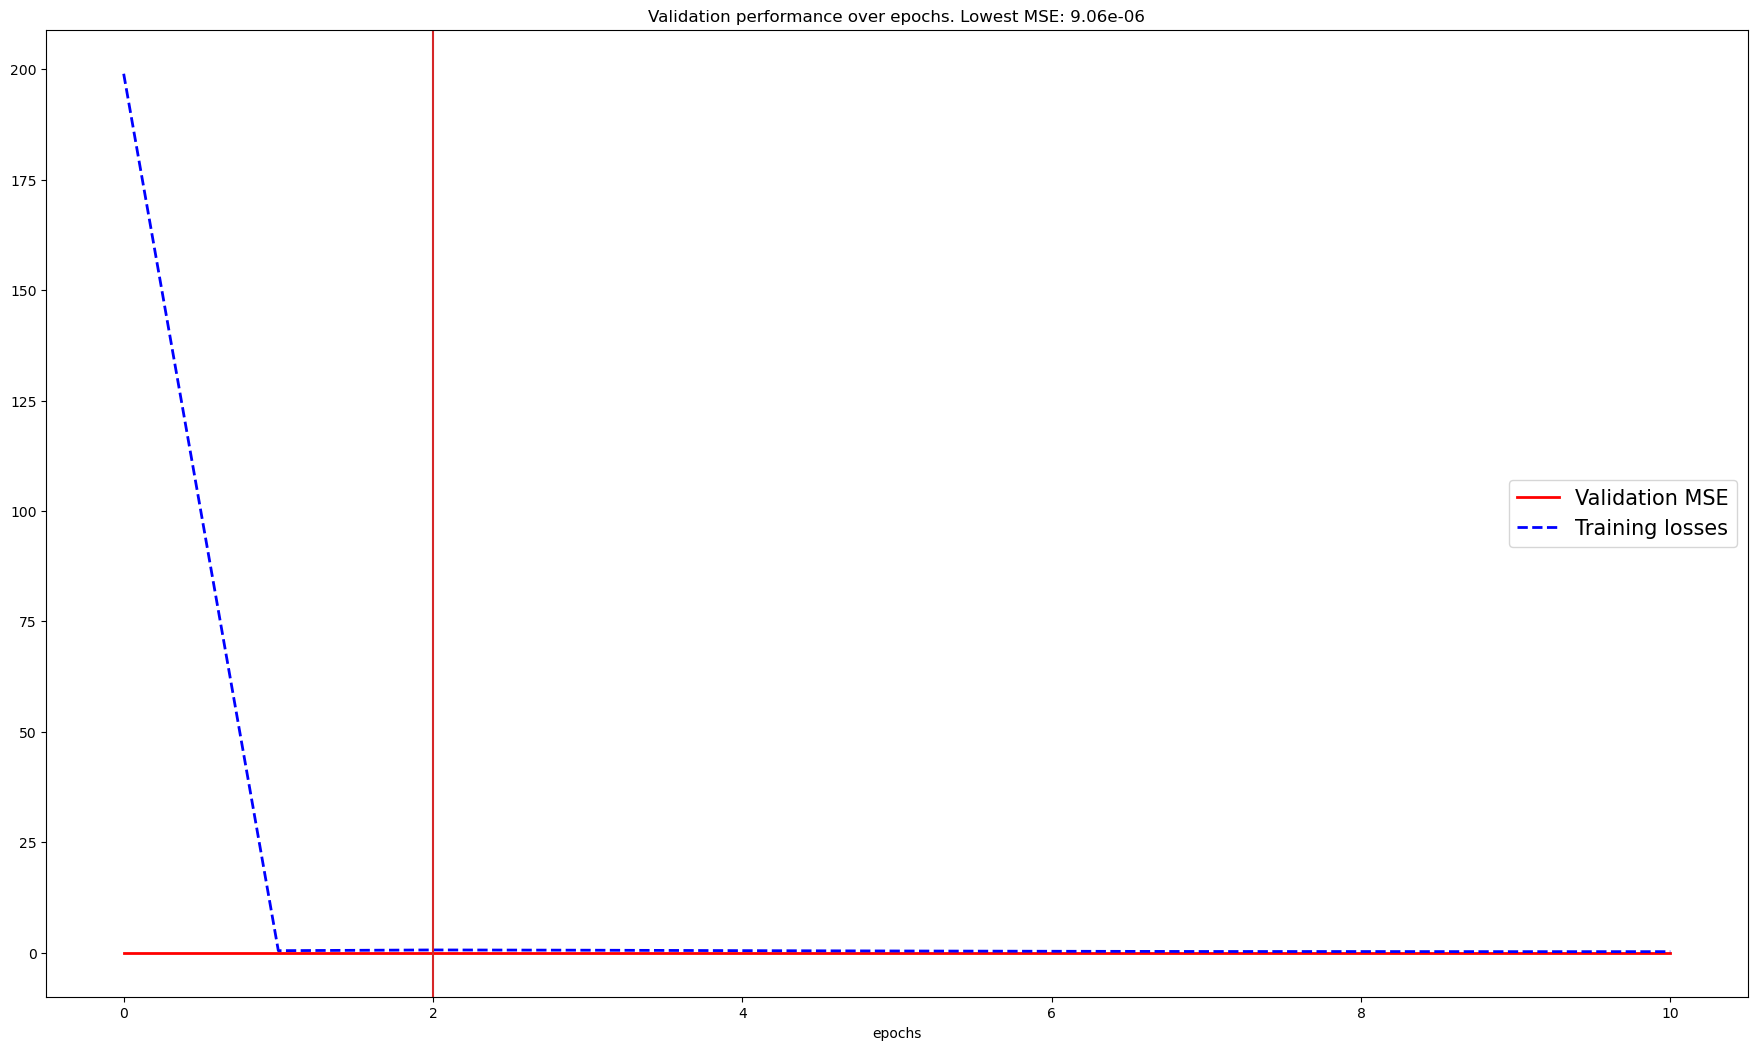 Validation performance over epochs. Lowest MSE: 9.06e-06
200
175
150
125
100
75
50
25
0
Validation MSE
Training losses
0 2 4 6 8 10
epochs